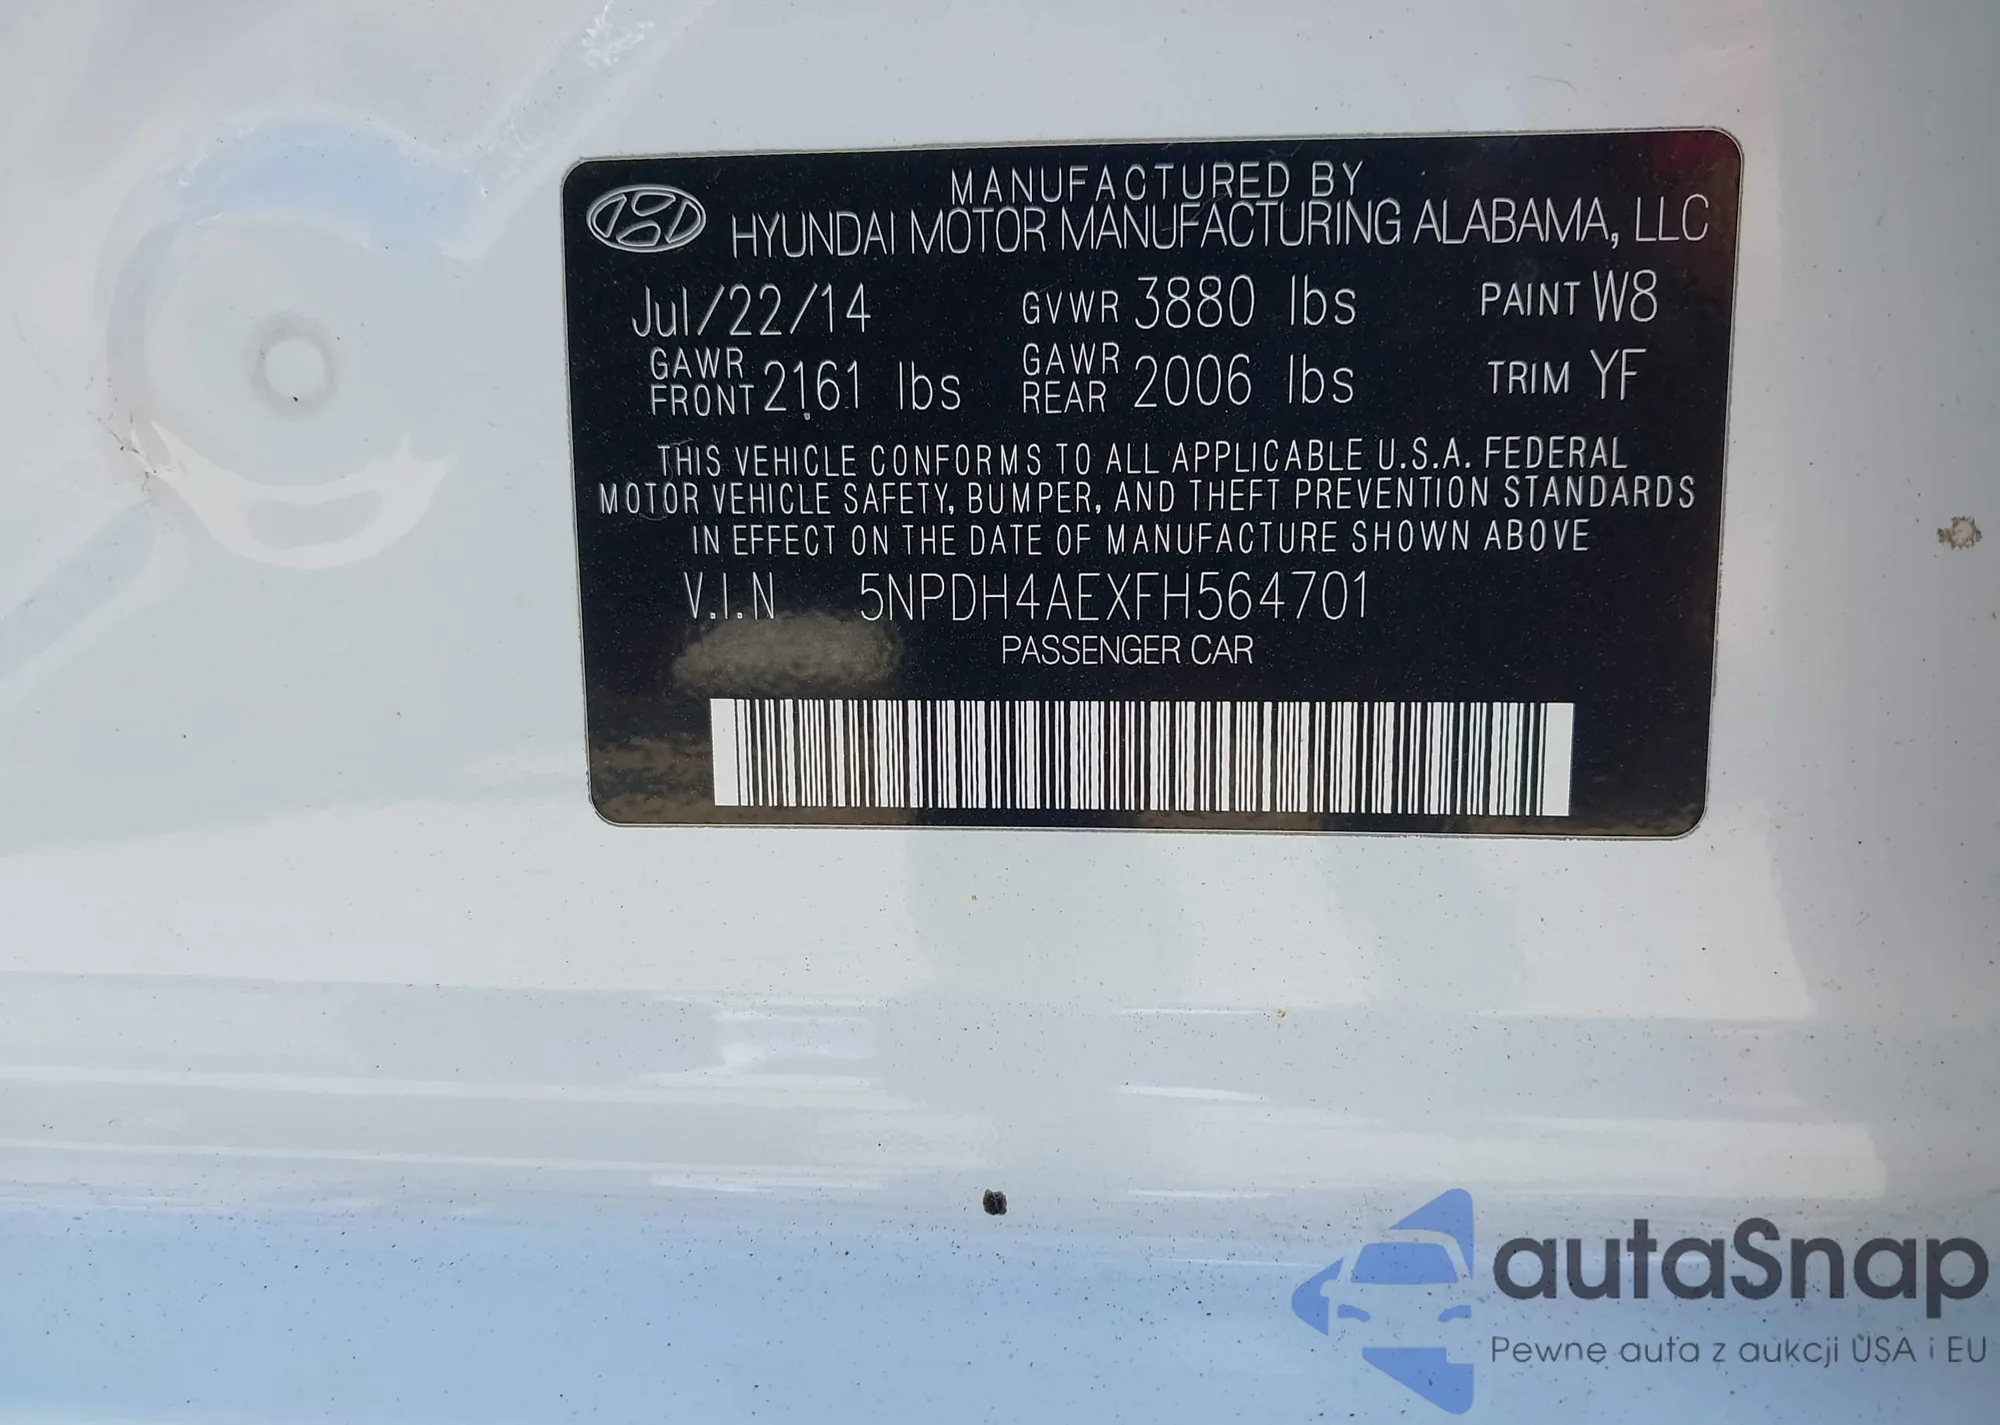 MANUFACTURED BY
HYUNDAI MOTOR MANUFACTURING ALABAMA, LLC
Jul/22/14 GVWR 3880 lbs PAINT W8
GAWR FRONT 2161 lbs GAWR REAR 2006 lbs TRIM YF
THIS VEHICLE CONFORMS TO ALL APPLICABLE U.S.A. FEDERAL
MOTOR VEHICLE SAFETY, BUMPER, AND THEFT PREVENTION STANDARDS
IN EFFECT ON THE DATE OF MANUFACTURE SHOWN ABOVE
V.I.N 5NPDH4AEXFH564701
PASSENGER CAR
autaSnap
Pewne auta z aukcji USA i EU